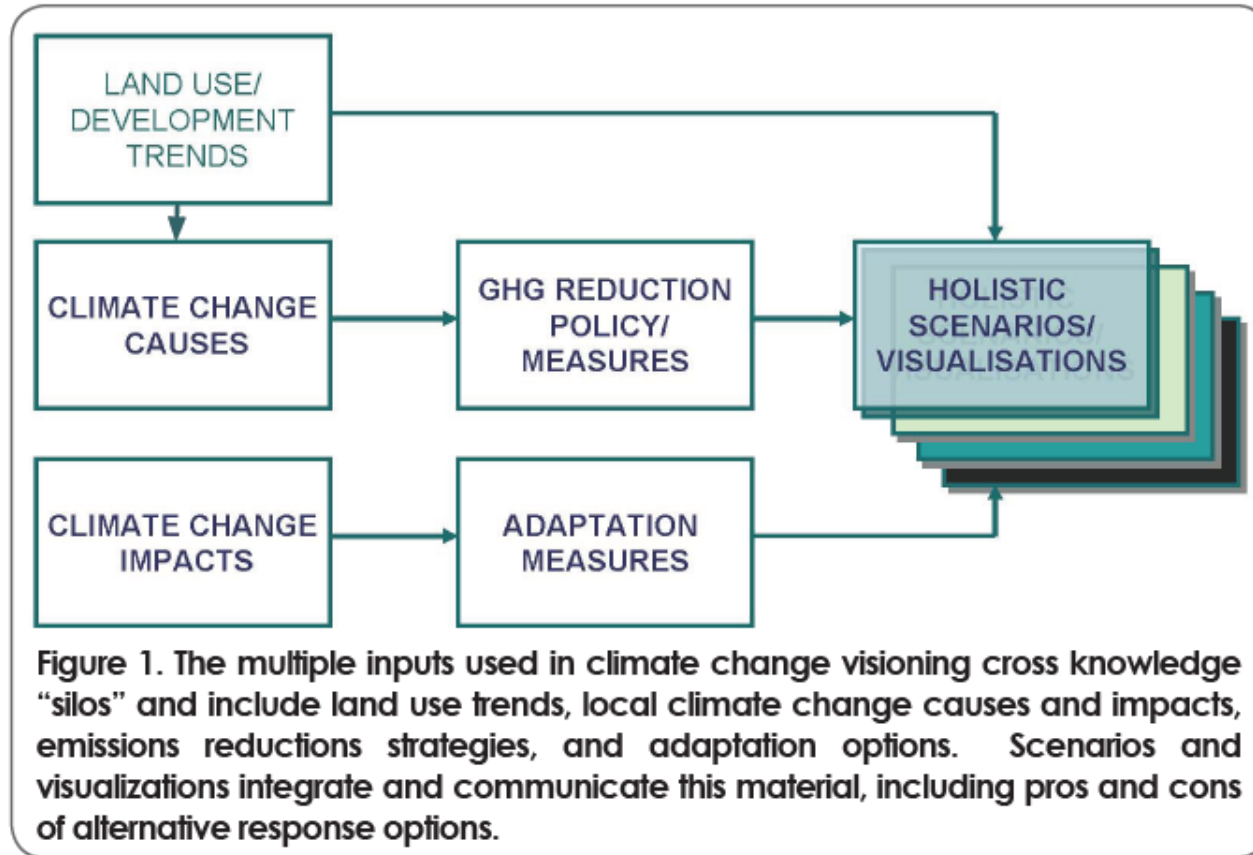 LAND USE/
DEVELOPMENT
TRENDS
CLIMATE CHANGE
CAUSES
GHG REDUCTION
POLICY/
MEASURES
HOLISTIC
SCENARIOS/
VISUALISATIONS
CLIMATE CHANGE
IMPACTS
ADAPTATION
MEASURES
Figure 1. The multiple inputs used in climate change visioning cross knowledge
“silos” and include land use trends, local climate change causes and impacts,
emissions reductions strategies, and adaptation options. Scenarios and
visualizations integrate and communicate this material, including pros and cons
of alternative response options.